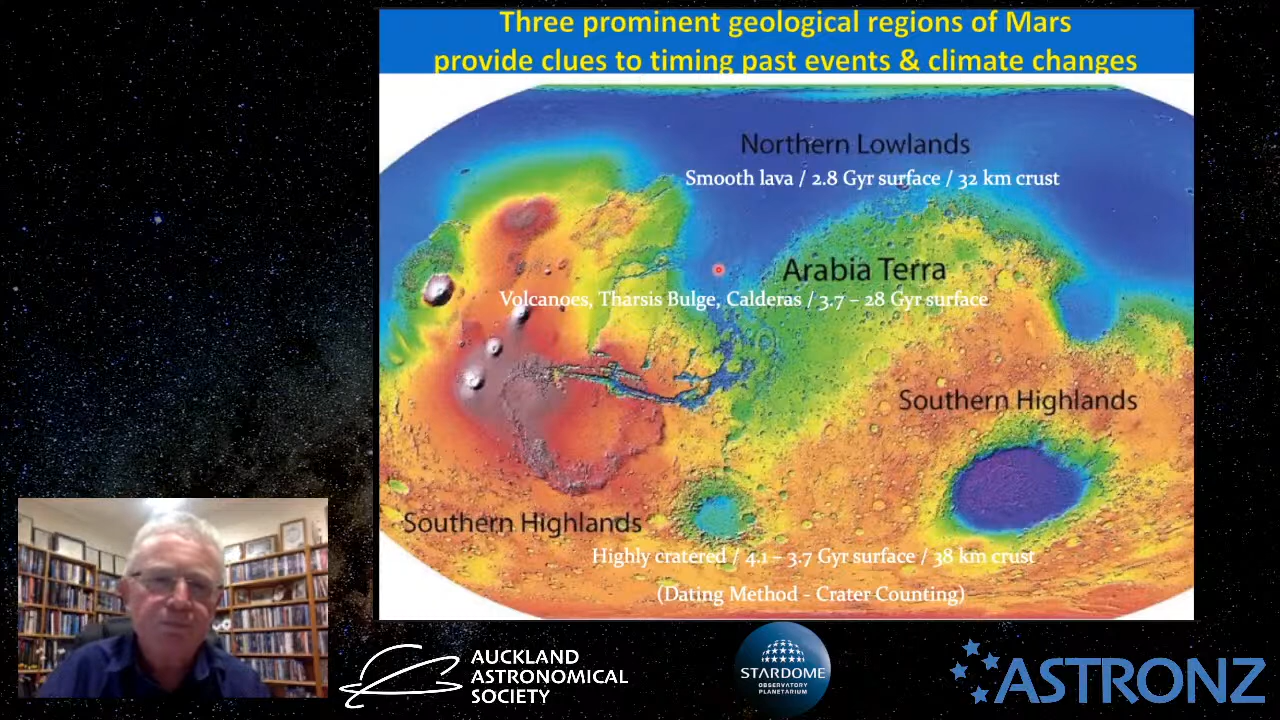 Three prominent geological regions of Mars
provide clues to timing past events & climate changes
Northern Lowlands
Smooth lava / 2.8 Gyr surface / 32 km crust
Arabia Terra
Volcanoes, Tharsis Bulge, Calderas / 3.7 – 28 Gyr surface
Southern Highlands
Southern Highlands
Highly cratered / 4.1 – 3.7 Gyr surface / 38 km crust
(Dating Method - Crater Counting)
AUCKLAND
ASTRONOMICAL
SOCIETY
STARDOME
OBSERVATORY
PLANETARIUM
ASTRONZ